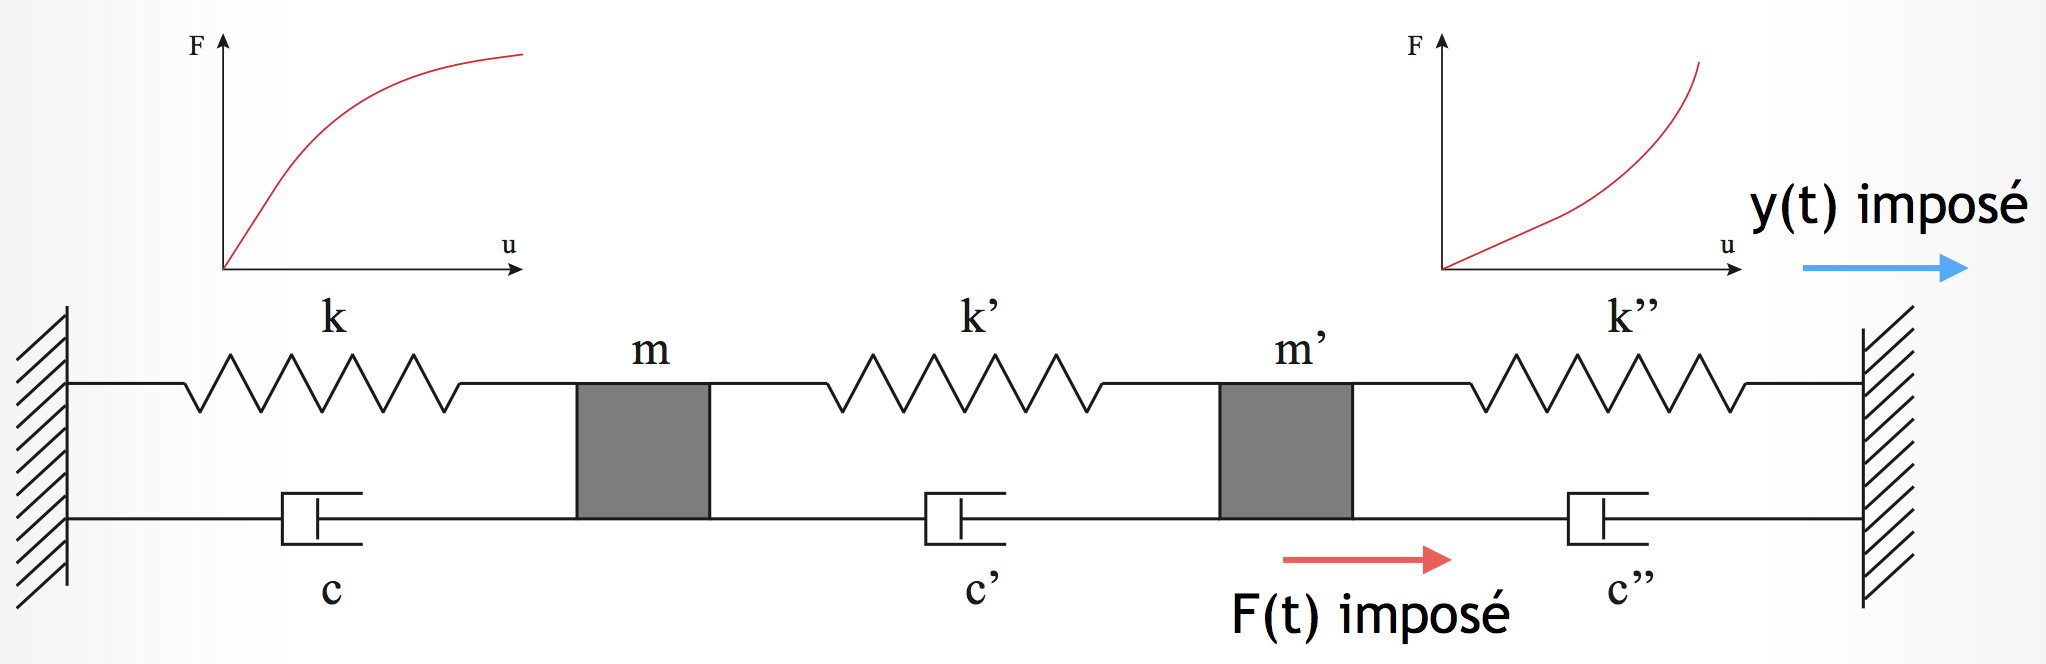 F
u
F
u
y(t) imposé
k
k’
k’’
m
m’
c
c’
c’’
F(t) imposé